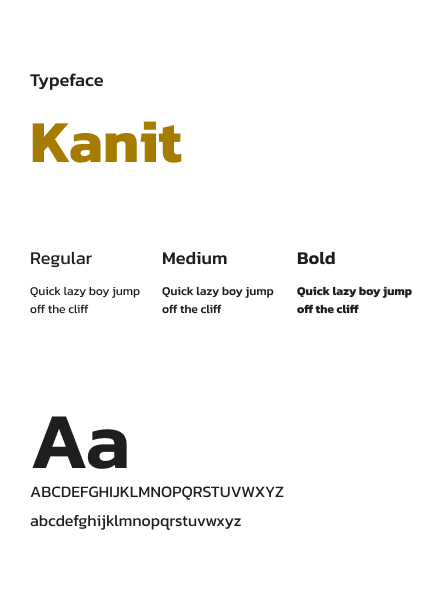 Typeface
Kanit
Regular
Medium
Bold
Quick lazy boy jump
off the cliff
Quick lazy boy jump
off the cliff
Quick lazy boy jump
off the cliff
Aa
ABCDEFGHIJKLMNOPQRSTUVWXYZ
abcdefghijklmnopqrstuvwxyz